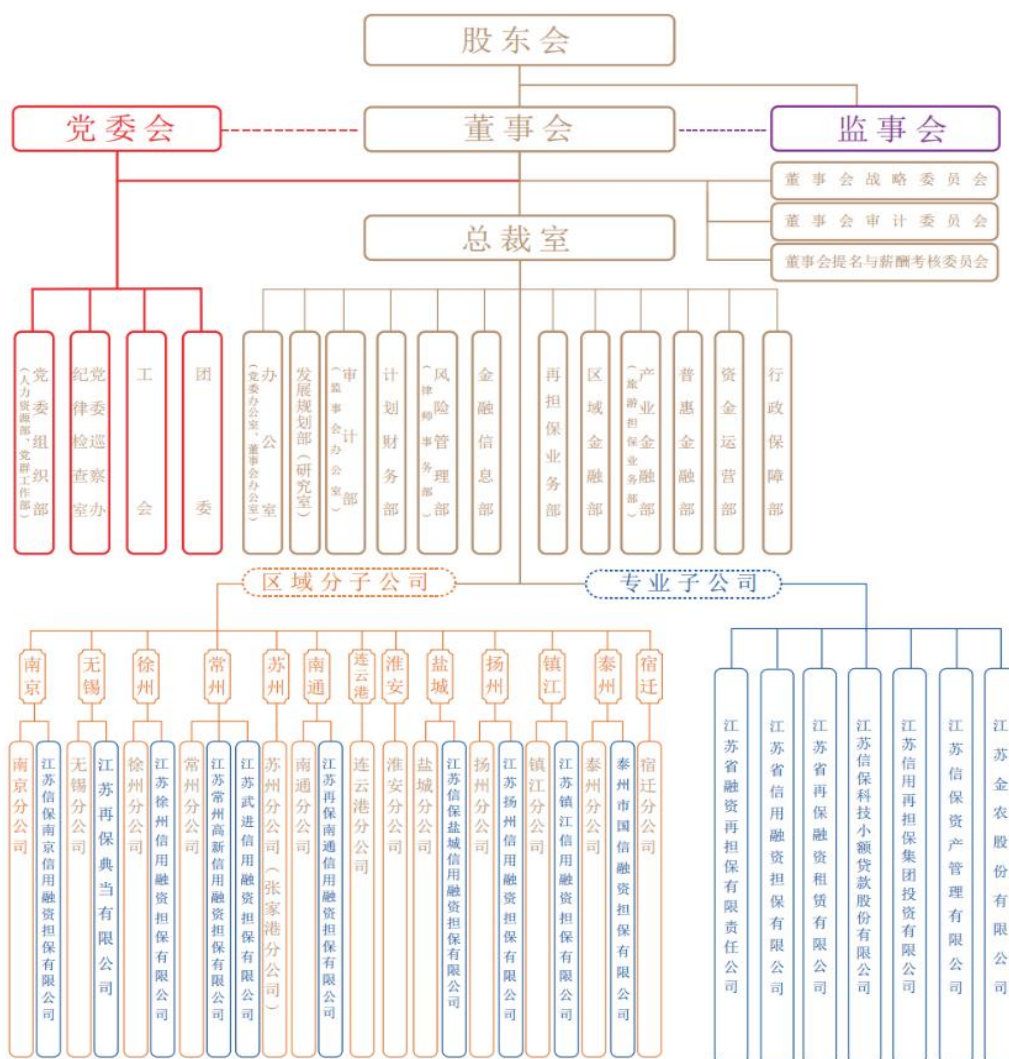 股东会
党委会
董事会
监事会
董事会战略委员会
董事会审计委员会
董事会提名与薪酬考核委员会
总裁室
党委组织部
(人力资源部、党群工作部)
党委巡察办
纪律检查室
工会
团委
办公室
(党委办公室、董事会办公室)
发展规划部(研究室)
审计部
(监事会办公室)
计划财务部
风险管理部
(律师事务部)
金融信息部
再担保业务部
区域金融部
产业金融部
(旅游担保业务部)
普惠金融部
资金运营部
行政保障部
区域分子公司
专业子公司
南京
无锡
徐州
常州
苏州
南通
连云港
淮安
盐城
扬州
镇江
泰州
宿迁
南京分公司
江苏信保南京信用融资担保有限公司
无锡分公司
江苏再保典当有限公司
徐州分公司
江苏徐州信用融资担保有限公司
常州分公司
江苏常州高新信用融资担保有限公司
江苏武进信用融资担保有限公司
苏州分公司(张家港分公司)
南通分公司
江苏再保南通信用融资担保有限公司
连云港分公司
淮安分公司
盐城分公司
江苏信保盐城信用融资担保有限公司
扬州分公司
江苏扬州信用融资担保有限公司
镇江分公司
江苏镇江信用融资担保有限公司
泰州分公司
泰州市国信融资担保有限公司
宿迁分公司
江苏省融资再担保有限责任公司
江苏省信用融资担保有限公司
江苏省再保融资租赁有限公司
江苏信保科技小额贷款股份有限公司
江苏信用再担保集团投资有限公司
江苏信保资产管理有限公司
江苏金农股份有限公司